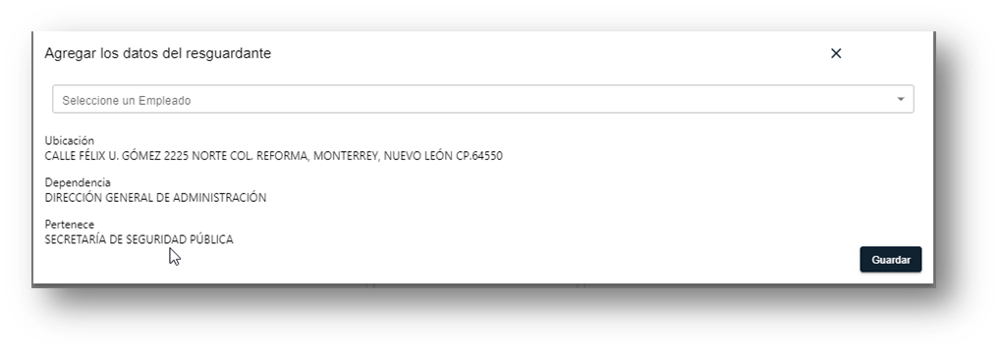 Agregar los datos del resguardante
Seleccione un Empleado
Ubicación
CALLE FÉLIX U. GÓMEZ 2225 NORTE COL. REFORMA, MONTERREY, NUEVO LEÓN CP.64550
Dependencia
DIRECCIÓN GENERAL DE ADMINISTRACIÓN
Pertenece
SECRETARÍA DE SEGURIDAD PÚBLICA
Guardar